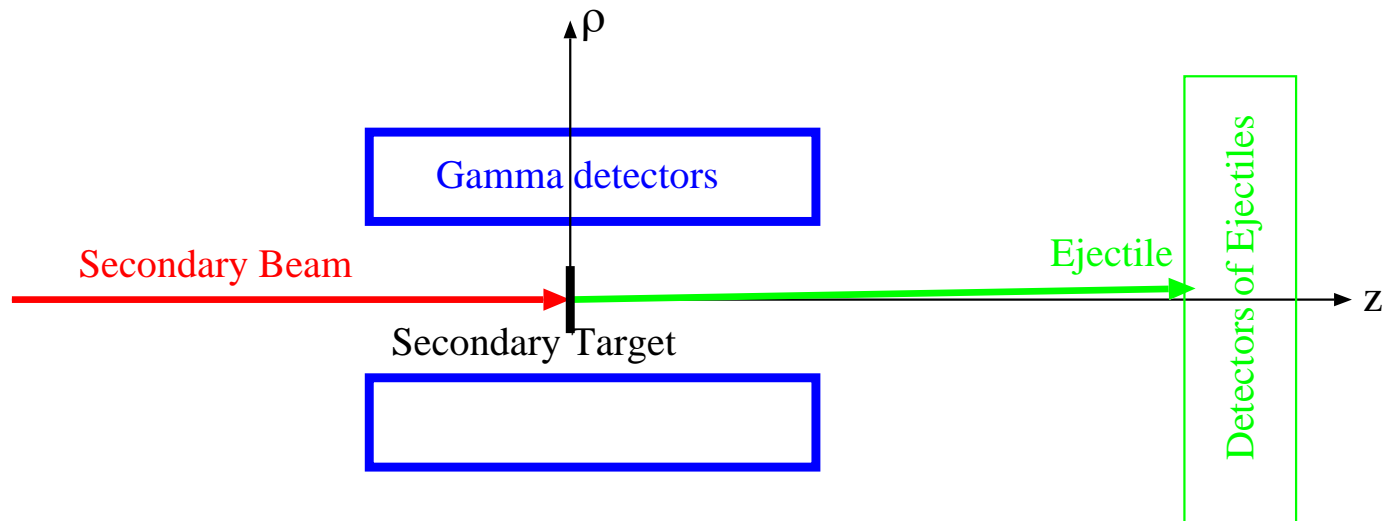 ρ
Gamma detectors
Secondary Beam
Ejectile
Detectors of Ejectiles
z
Secondary Target